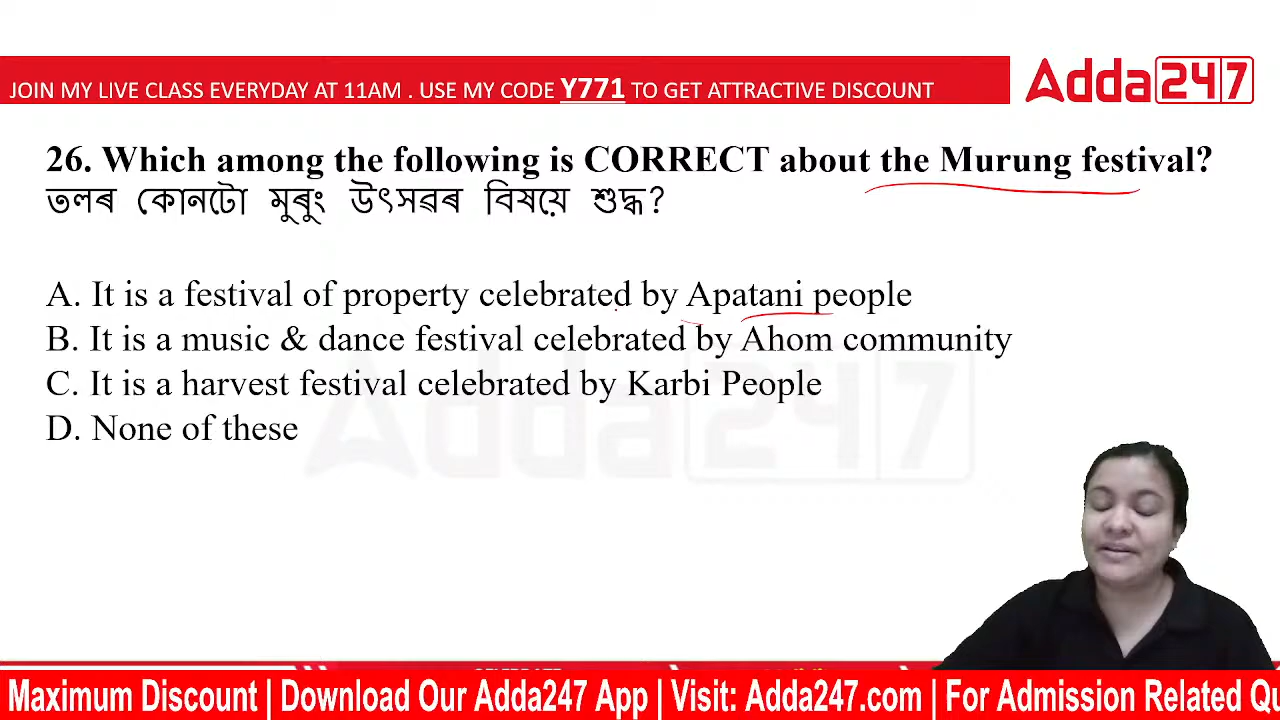 JOIN MY LIVE CLASS EVERYDAY AT 11AM . USE MY CODE Y771 TO GET ATTRACTIVE DISCOUNT
Adda247
26. Which among the following is CORRECT about the Murung festival?
তলৰ কোনটো মুৰুং উৎসৱৰ বিষয়ে শুদ্ধ?
A. It is a festival of property celebrated by Apatani people
B. It is a music & dance festival celebrated by Ahom community
C. It is a harvest festival celebrated by Karbi People
D. None of these
Adda247
Maximum Discount | Download Our Adda247 App | Visit: Adda247.com | For Admission Related